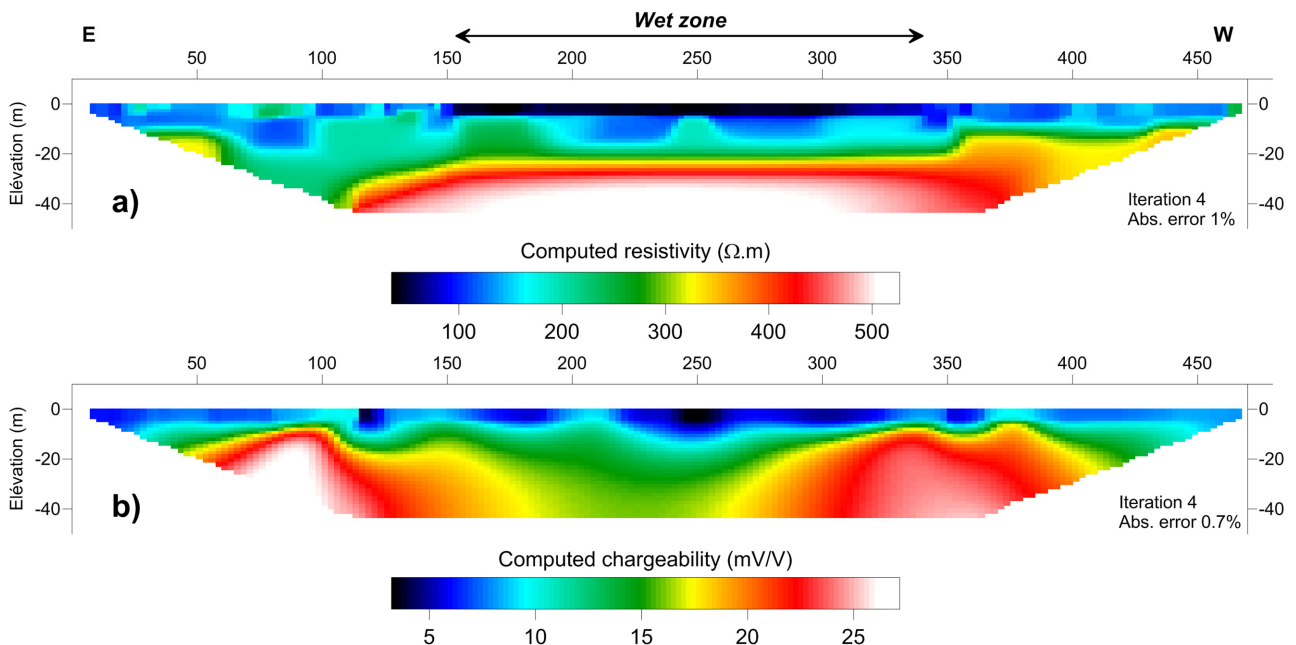 Wet zone
E W
50 100 150 200 250 300 350 400 450
0 0
-20 -20
-40 -40
Elévation (m)
a)
Iteration 4
Abs. error 1%
Computed resistivity (Ω.m)
100 200 300 400 500
50 100 150 200 250 300 350 400 450
0 0
-20 -20
-40 -40
Elévation (m)
b)
Iteration 4
Abs. error 0.7%
Computed chargeability (mV/V)
5 10 15 20 25